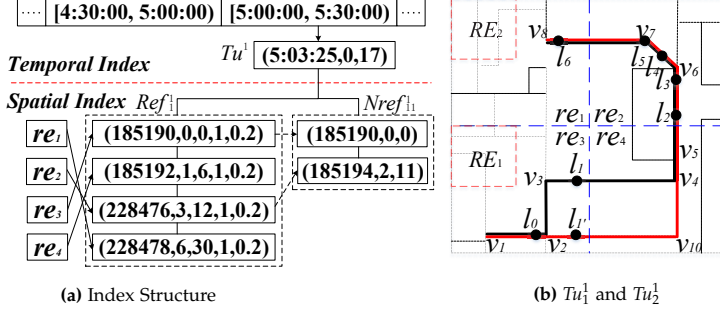 ···· [4:30:00, 5:00:00) [5:00:00, 5:30:00) ····
Tu¹ (5:03:25,0,17)
Temporal Index
Spatial Index Ref¹₁ Nref¹₁₁
re₁ (185190,0,0,1,0.2) (185190,0,0)
re₂ (185192,1,6,1,0.2) (185194,2,11)
re₃ (228476,3,12,1,0.2)
re₄ (228478,6,30,1,0.2)
(a) Index Structure
RE₂ v₈ v₇
l₆ l₅ l₄ v₆
l₃
re₁ re₂ l₂
re₃ re₄
RE₁ v₅
v₃ l₁ v₄
l₀ l₁'
v₁ v₂ v₁₀
(b) Tu¹₁ and Tu¹₂